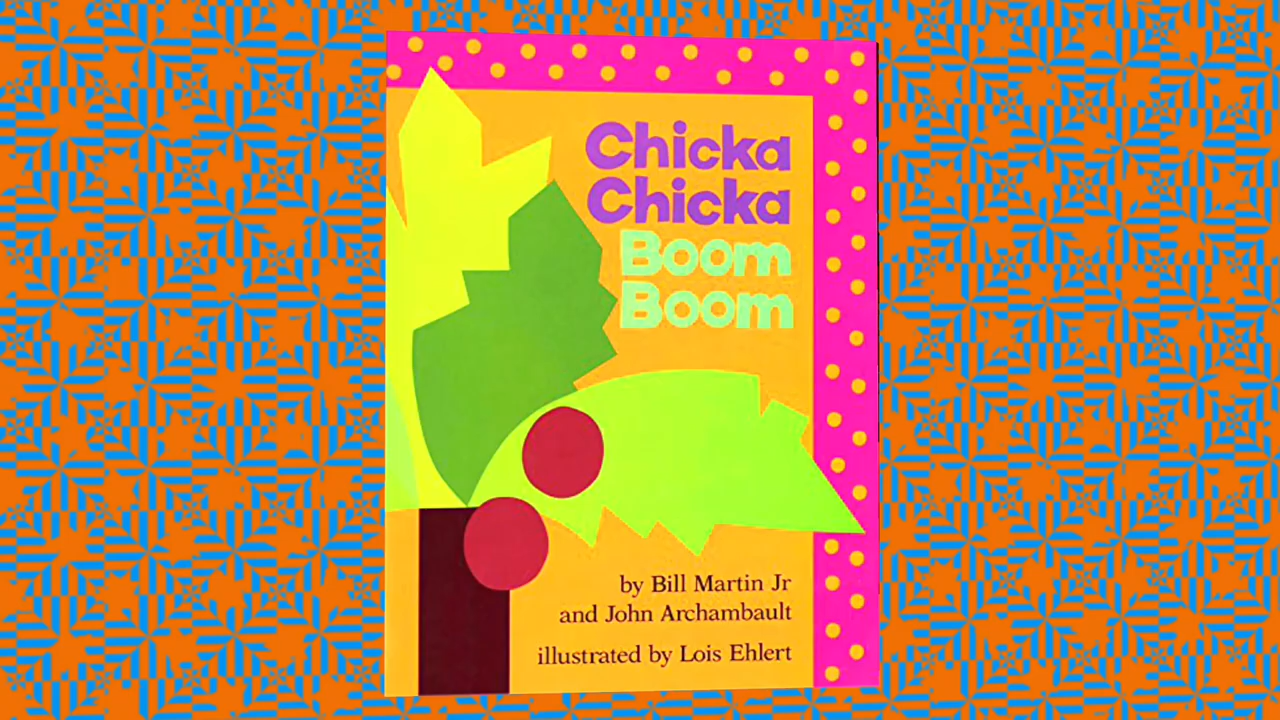 Chicka
Chicka
Boom
Boom
by Bill Martin Jr
and John Archambault
illustrated by Lois Ehlert